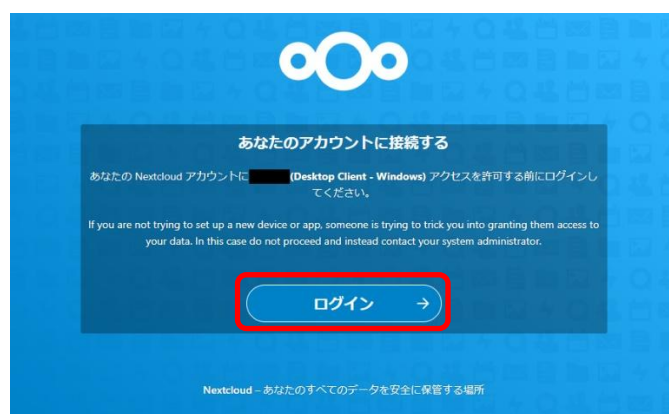 あなたのアカウントに接続する
あなたの Nextcloud アカウントに (Desktop Client - Windows) アクセスを許可する前にログインし
てください。
If you are not trying to set up a new device or app, someone is trying to trick you into granting them access to
your data. In this case do not proceed and instead contact your system administrator.
ログイン →
Nextcloud – あなたのすべてのデータを安全に保管する場所